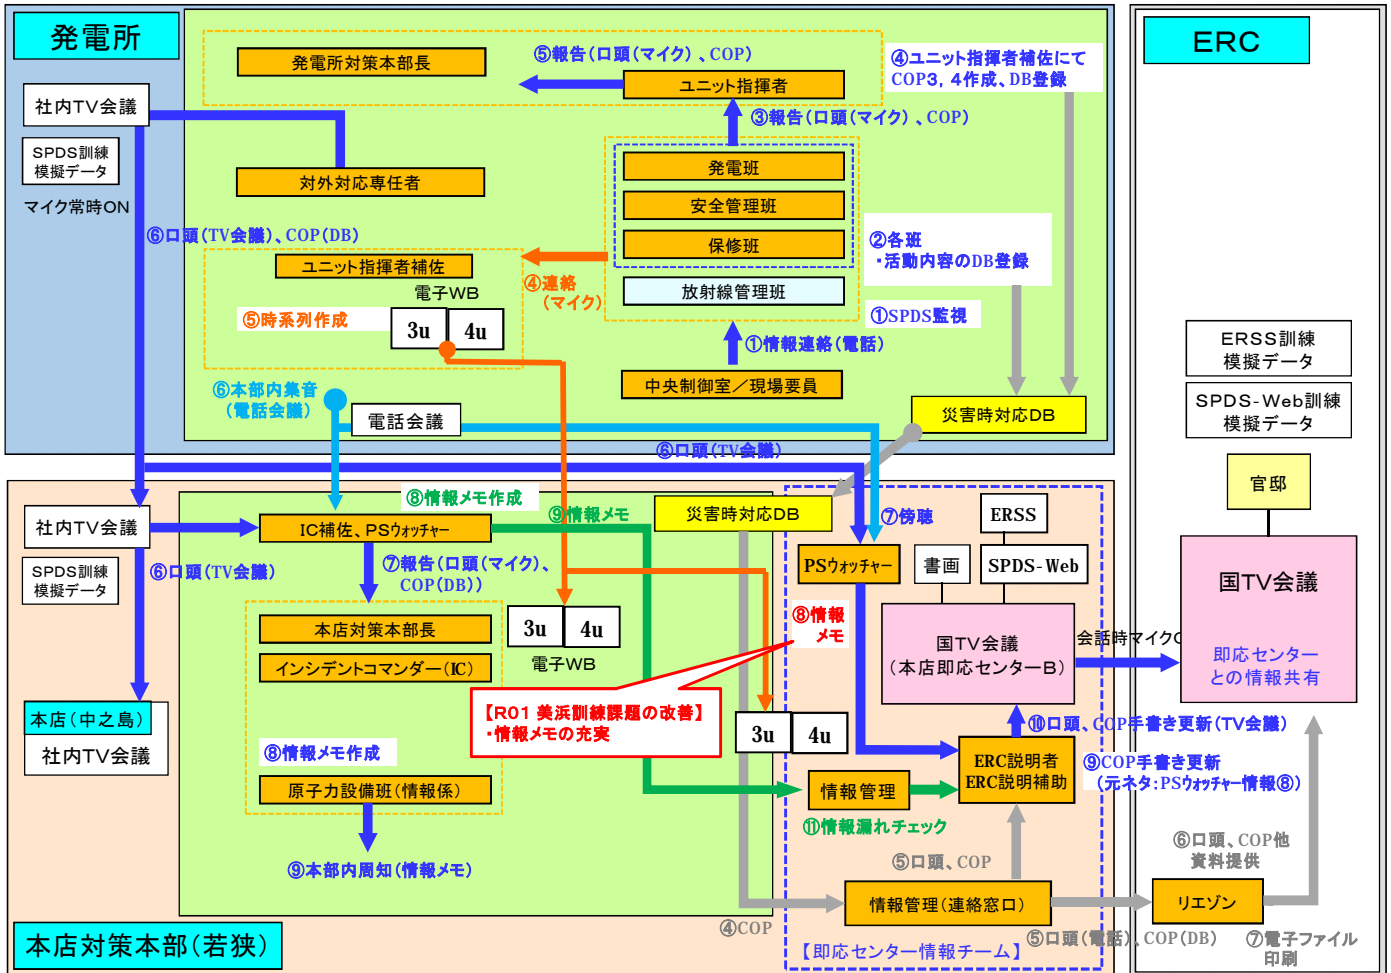 発電所
社内TV会議
SPDS訓練
模擬データ
マイク常時ON
発電所対策本部長
⑤報告(口頭(マイク)、COP)
ユニット指揮者
④ユニット指揮者補佐にて
COP3，4作成、DB登録
③報告(口頭(マイク)、COP)
対外対応専任者
発電班
安全管理班
保修班
放射線管理班
②各班
・活動内容のDB登録
①SPDS監視
①情報連絡(電話)
中央制御室／現場要員
⑥口頭(TV会議)、COP(DB)
ユニット指揮者補佐
電子WB
④連絡
(マイク)
⑤時系列作成
3u
4u
⑥本部内集音
(電話会議)
電話会議
災害時対応DB
⑥口頭(TV会議)
ERC
ERSS訓練
模擬データ
SPDS-Web訓練
模擬データ
官邸
国TV会議
即応センター
との情報共有
社内TV会議
SPDS訓練
模擬データ
⑥口頭(TV会議)
本店(中之島)
社内TV会議
⑧情報メモ作成
IC補佐、PSウォッチャー
⑨情報メモ
⑦報告(口頭(マイク)、
COP(DB))
本店対策本部長
インシデントコマンダー(IC)
3u
4u
電子WB
【R01 美浜訓練課題の改善】
・情報メモの充実
⑧情報メモ作成
原子力設備班(情報係)
⑨本部内周知(情報メモ)
本店対策本部(若狭)
災害時対応DB
⑦傍聴
PSウォッチャー
ERSS
書画
SPDS-Web
⑧情報
メモ
国TV会議
(本店即応センターB)
会話時マイクO
3u
4u
⑩口頭、COP手書き更新(TV会議)
ERC説明者
ERC説明補助
⑨COP手書き更新
(元ネタ:PSウォッチャー情報⑧)
情報管理
⑪情報漏れチェック
⑤口頭、COP
⑥口頭、COP他
資料提供
情報管理(連絡窓口)
リエゾン
④COP
【即応センター情報チーム】
⑤口頭(電話)、COP(DB)
⑦電子ファイル
印刷